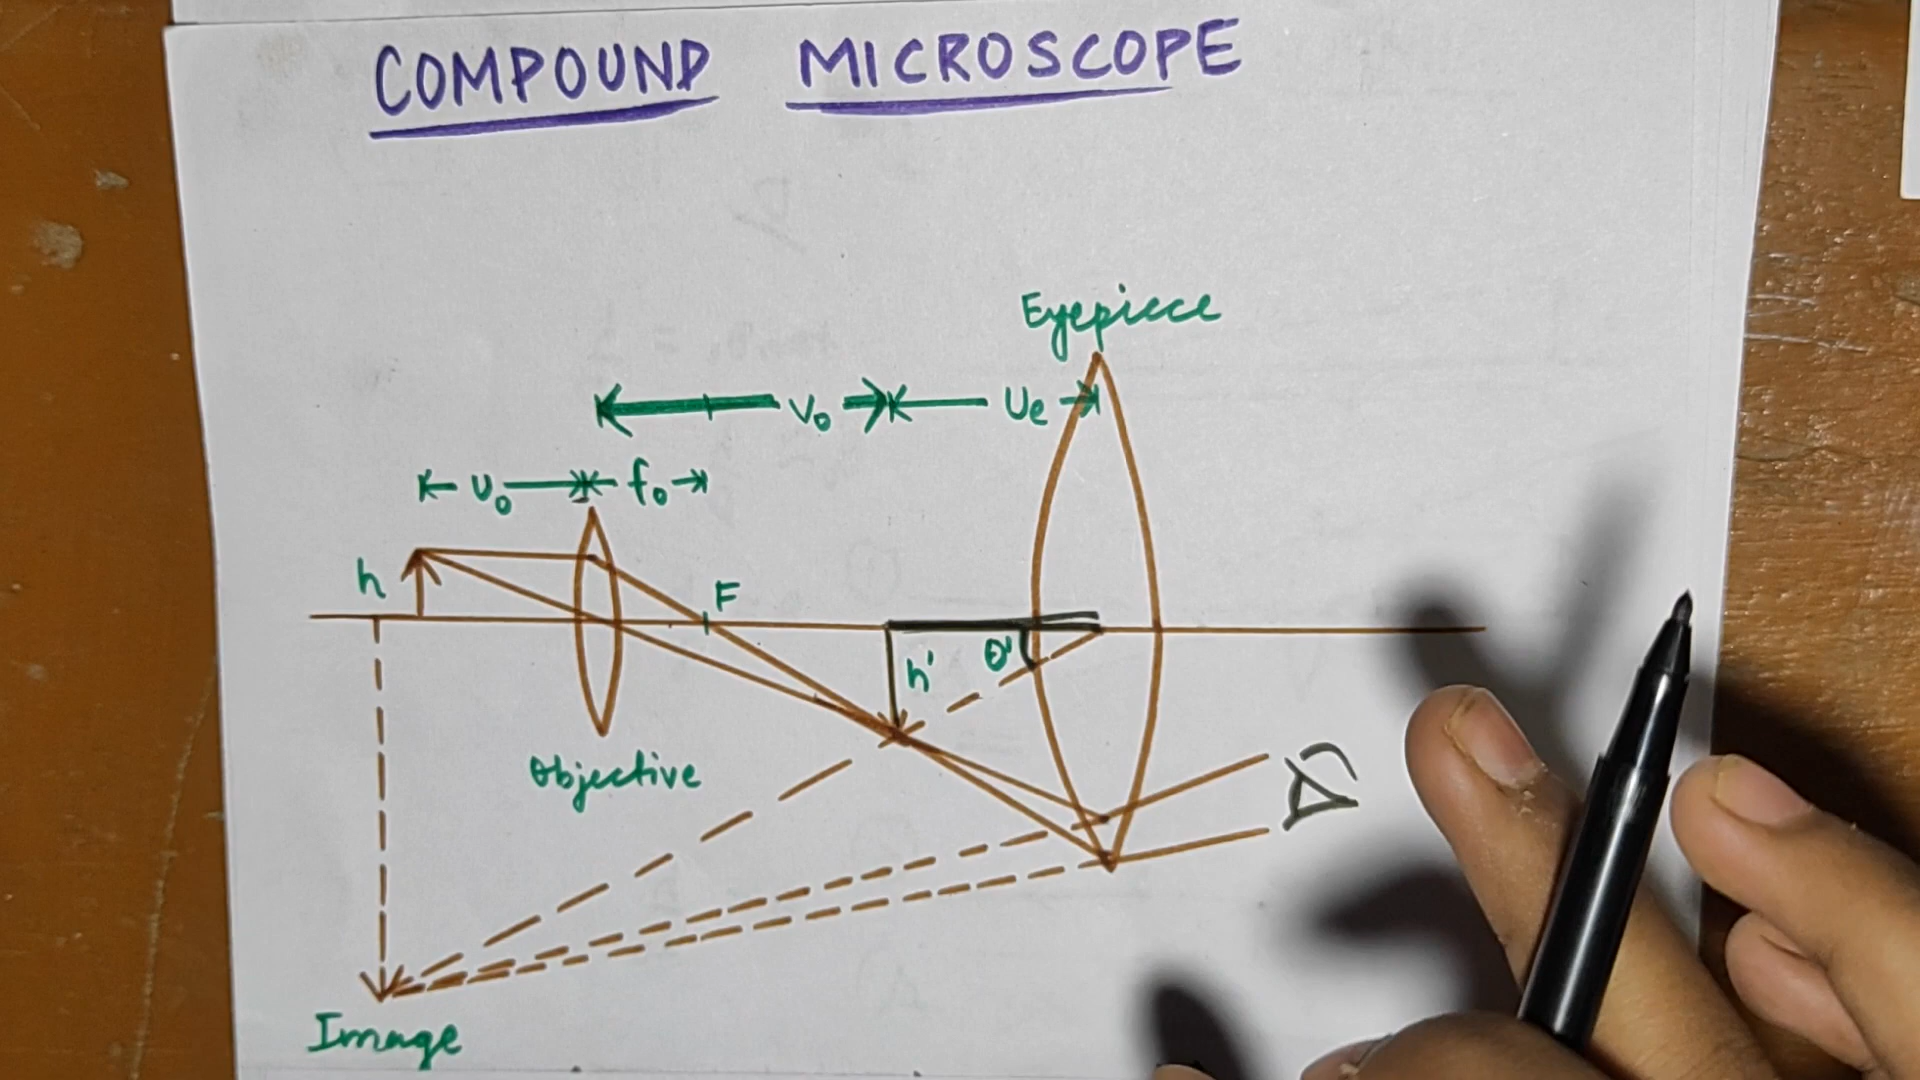 COMPOUND MICROSCOPE
Eyepiece
v₀ Ue
u₀ f₀
h
F
h' θ'
Objective
Image